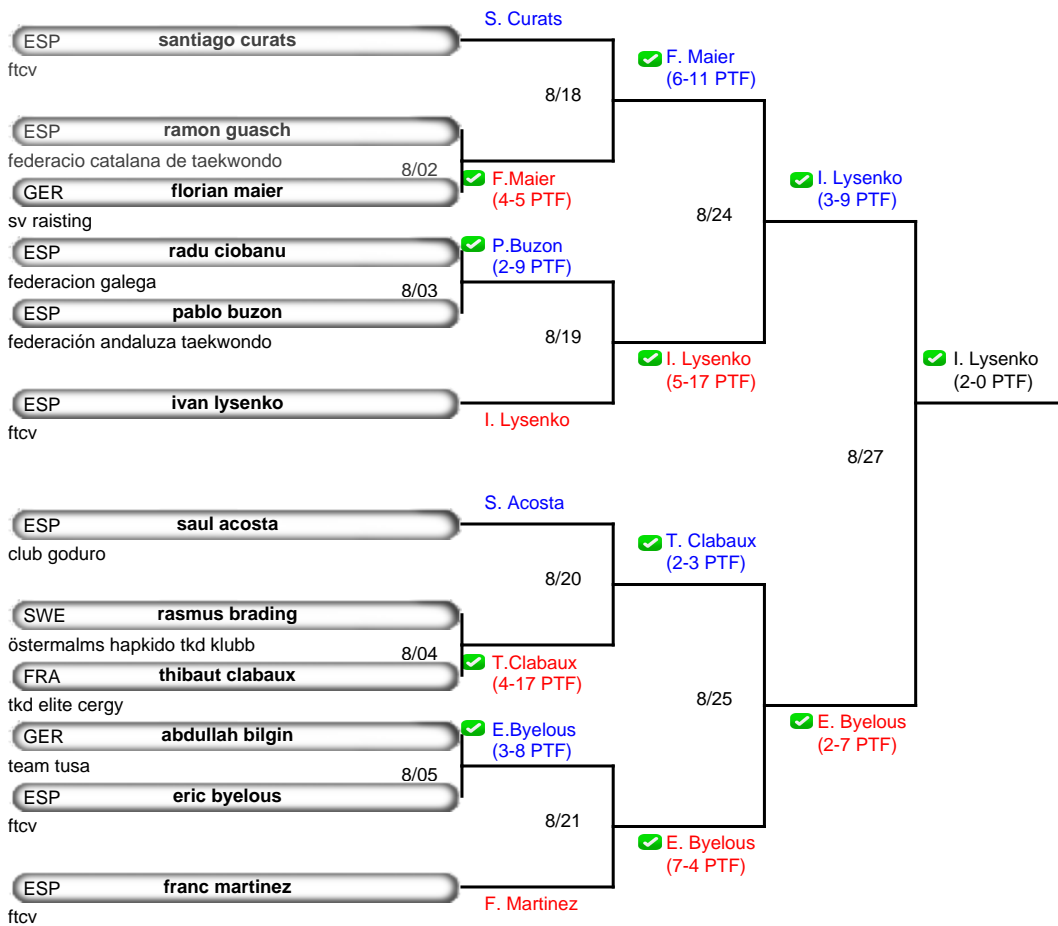 S. Curats
ESP santiago curats
ftcv
F. Maier
(6-11 PTF)
8/18
ESP ramon guasch
federacio catalana de taekwondo
8/02
F.Maier
(4-5 PTF)
GER florian maier
sv raisting
I. Lysenko
(3-9 PTF)
8/24
ESP radu ciobanu
federacion galega
P.Buzon
(2-9 PTF)
8/03
ESP pablo buzon
federación andaluza taekwondo
8/19
I. Lysenko
(5-17 PTF)
I. Lysenko
(2-0 PTF)
ESP ivan lysenko
ftcv
I. Lysenko
8/27
S. Acosta
ESP saul acosta
club goduro
T. Clabaux
(2-3 PTF)
8/20
SWE rasmus brading
östermalms hapkido tkd klubb
8/04
T.Clabaux
(4-17 PTF)
FRA thibaut clabaux
tkd elite cergy
8/25
E. Byelous
(2-7 PTF)
GER abdullah bilgin
team tusa
E.Byelous
(3-8 PTF)
8/05
ESP eric byelous
ftcv
8/21
E. Byelous
(7-4 PTF)
ESP franc martinez
ftcv
F. Martinez